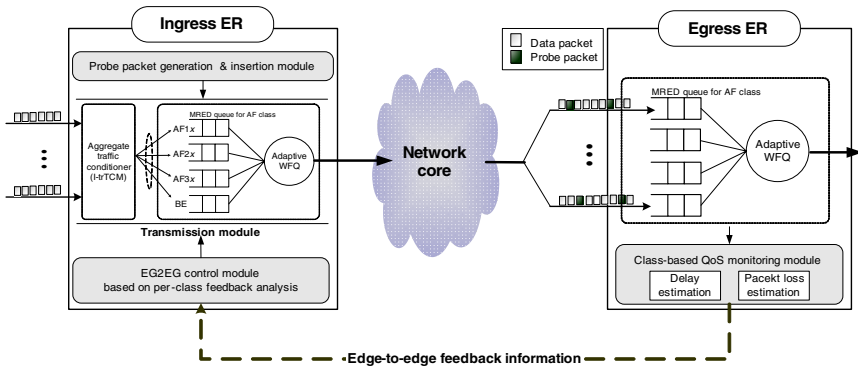 Ingress ER
Probe packet generation & insertion module
MRED queue for AF class
Aggregate
traffic
conditioner
(I-trTCM)
AF1x
AF2x
AF3x
BE
Adaptive
WFQ
Transmission module
EG2EG control module
based on per-class feedback analysis
Network
core
Data packet
Probe packet
Egress ER
MRED queue for AF class
Adaptive
WFQ
Class-based QoS monitoring module
Delay
estimation
Pacekt loss
estimation
Edge-to-edge feedback information